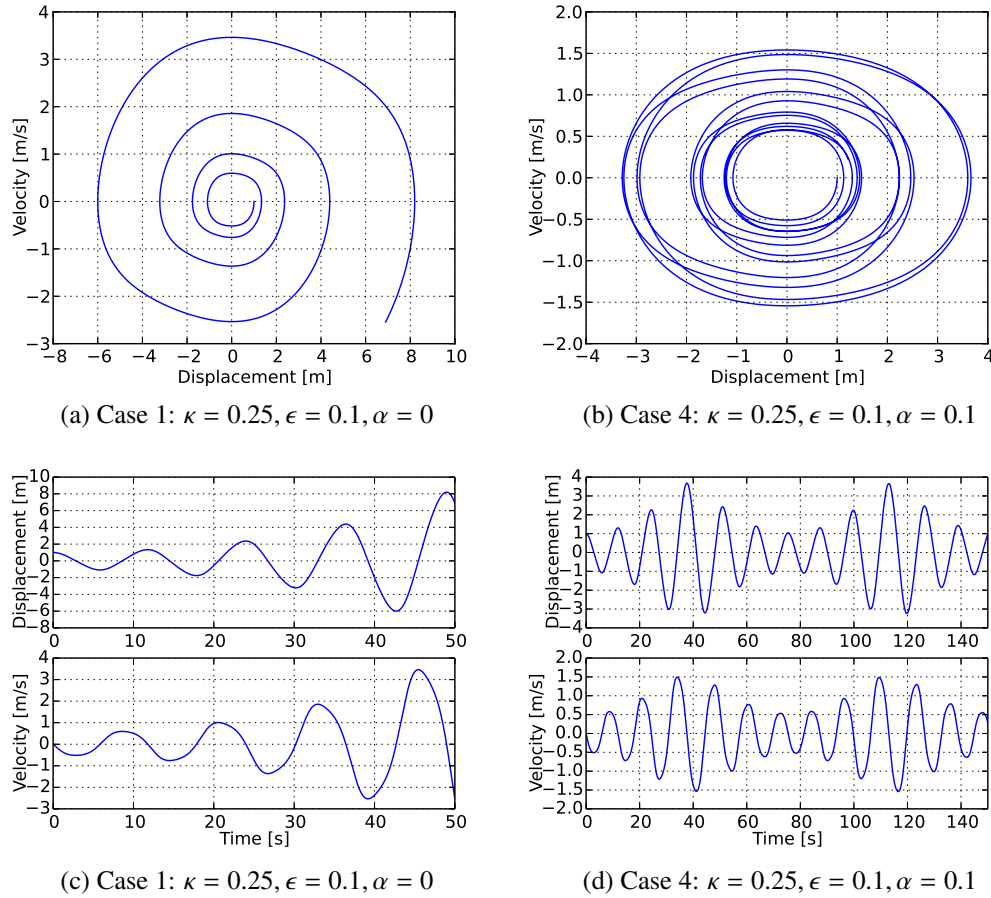 4
3
2
1
0
−1
−2
−3
−8 −6 −4 −2 0 2 4 6 8 10
Velocity [m/s]
Displacement [m]
(a) Case 1: κ = 0.25, ϵ = 0.1, α = 0
2.0
1.5
1.0
0.5
0.0
−0.5
−1.0
−1.5
−2.0
−4 −3 −2 −1 0 1 2 3 4
Velocity [m/s]
Displacement [m]
(b) Case 4: κ = 0.25, ϵ = 0.1, α = 0.1
10
8
6
4
2
0
−2
−4
−6
−8
0 10 20 30 40 50
Displacement [m]
4
3
2
1
0
−1
−2
−3
0 10 20 30 40 50
Velocity [m/s]
Time [s]
(c) Case 1: κ = 0.25, ϵ = 0.1, α = 0
4
3
2
1
0
−1
−2
−3
−4
0 20 40 60 80 100 120 140
Displacement [m]
2.0
1.5
1.0
0.5
0.0
−0.5
−1.0
−1.5
−2.0
0 20 40 60 80 100 120 140
Velocity [m/s]
Time [s]
(d) Case 4: κ = 0.25, ϵ = 0.1, α = 0.1